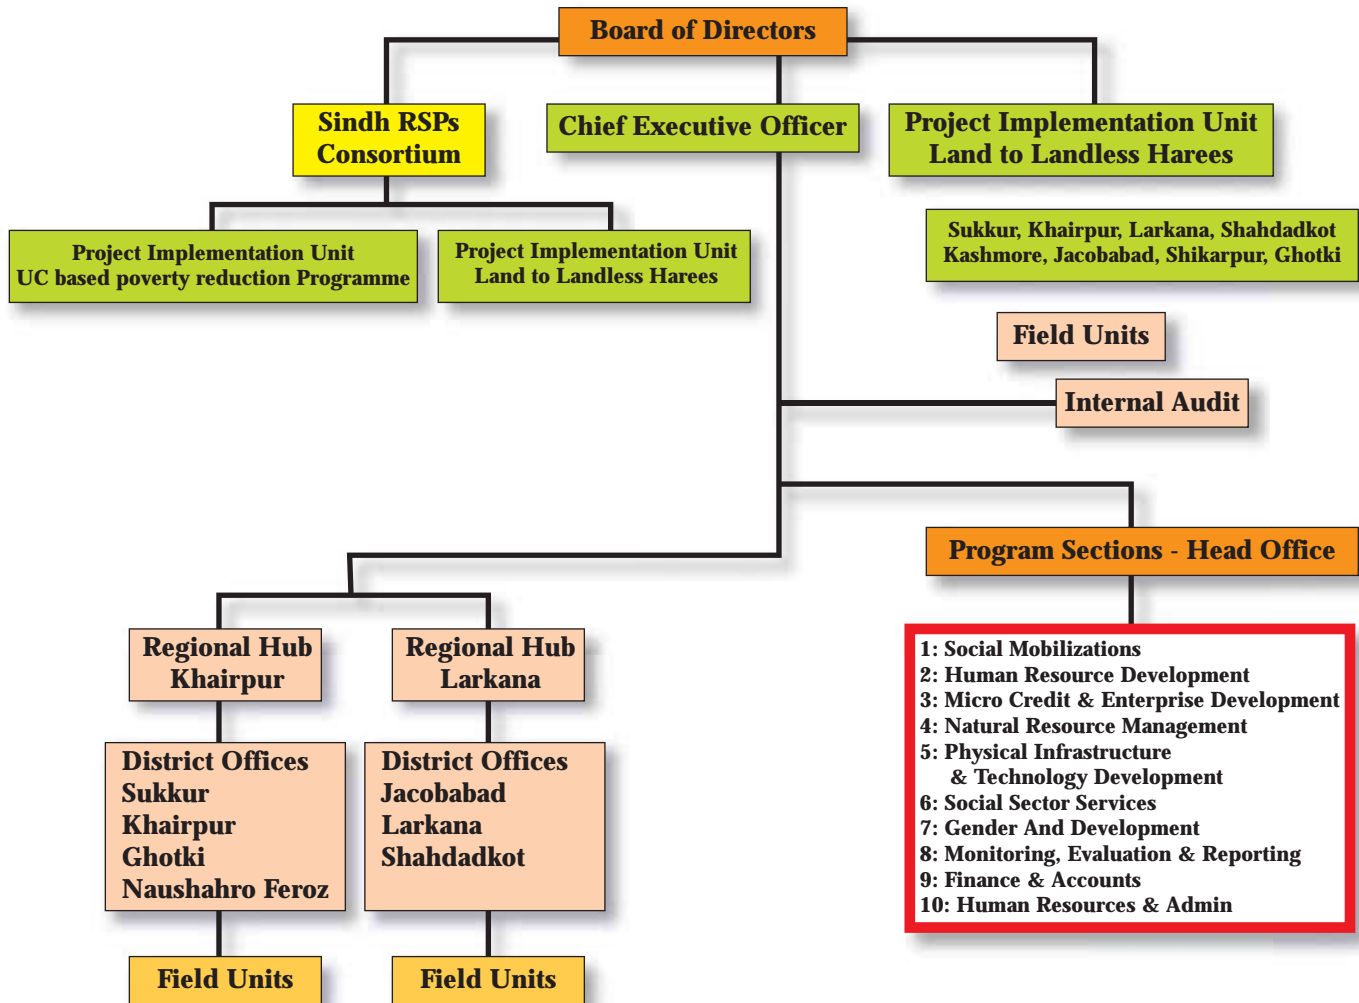 Board of Directors
Sindh RSPs
Consortium
Chief Executive Officer
Project Implementation Unit
Land to Landless Harees
Project Implementation Unit
UC based poverty reduction Programme
Project Implementation Unit
Land to Landless Harees
Sukkur, Khairpur, Larkana, Shahdadkot
Kashmore, Jacobabad, Shikarpur, Ghotki
Field Units
Internal Audit
Program Sections - Head Office
Regional Hub
Khairpur
Regional Hub
Larkana
District Offices
Sukkur
Khairpur
Ghotki
Naushahro Feroz
District Offices
Jacobabad
Larkana
Shahdadkot
1: Social Mobilizations
2: Human Resource Development
3: Micro Credit & Enterprise Development
4: Natural Resource Management
5: Physical Infrastructure
& Technology Development
6: Social Sector Services
7: Gender And Development
8: Monitoring, Evaluation & Reporting
9: Finance & Accounts
10: Human Resources & Admin
Field Units
Field Units